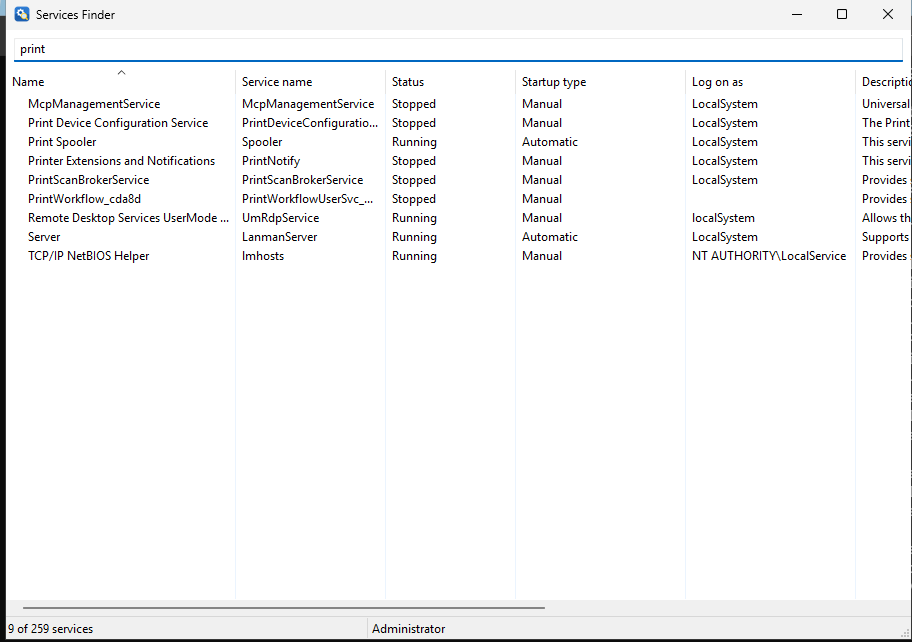 Services Finder
print
Name Service name Status Startup type Log on as Descriptio
McpManagementService McpManagementService Stopped Manual LocalSystem Universal
Print Device Configuration Service PrintDeviceConfiguratio... Stopped Manual LocalSystem The Print
Print Spooler Spooler Running Automatic LocalSystem This servi
Printer Extensions and Notifications PrintNotify Stopped Manual LocalSystem This servi
PrintScanBrokerService PrintScanBrokerService Stopped Manual LocalSystem Provides
PrintWorkflow_cda8d PrintWorkflowUserSvc_... Stopped Manual Provides
Remote Desktop Services UserMode ... UmRdpService Running Manual localSystem Allows th
Server LanmanServer Running Automatic LocalSystem Supports
TCP/IP NetBIOS Helper lmhosts Running Manual NT AUTHORITY\LocalService Provides
9 of 259 services Administrator